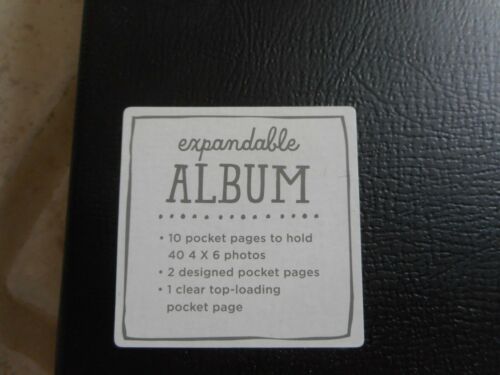 expandable
ALBUM
• 10 pocket pages to hold
40 4 X 6 photos
• 2 designed pocket pages
• 1 clear top-loading
pocket page